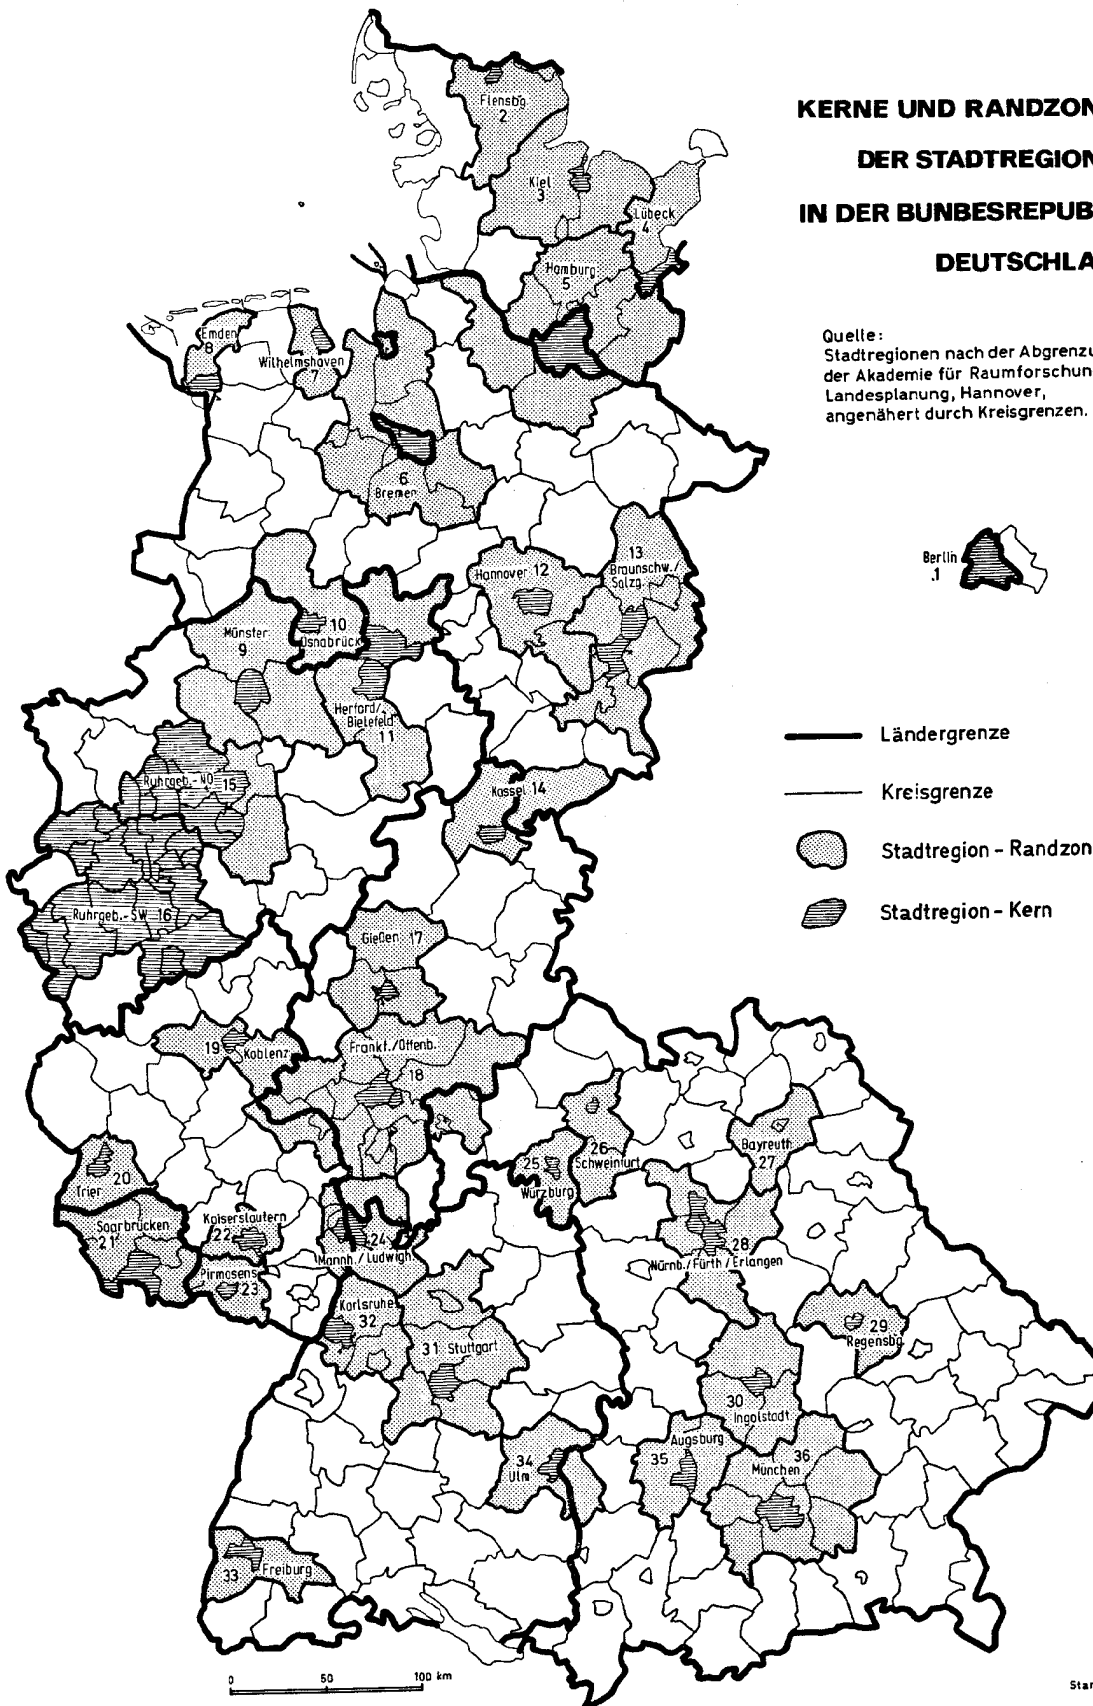 KERNE UND RANDZON
DER STADTREGION
IN DER BUNBESREPUB
DEUTSCHLA
Quelle:
Stadtregionen nach der Abgrenzu
der Akademie für Raumforschun
Landesplanung, Hannover,
angenähert durch Kreisgrenzen.
Flensbg.
2
Kiel
3
Lübeck
4
Hamburg
5
Emden
8
Wilhelmshaven
7
6
Bremen
Berlin
1
Hannover 12
13
Braunschw./
Salzg.
10
Osnabrück
Münster
9
Herford/
Bielefeld
11
Ruhrgeb.-NO 15
Kassel 14
Ruhrgeb.-SW 16
Gießen 17
19
Koblenz
Frankf./Offenb.
18
20
Trier
Saarbrücken
21
Kaiserslautern
22
Pirmasens
23
24
Mannh./Ludwigh.
25
Würzburg
26
Schweinfurt
Bayreuth
27
28
Nürnb./Fürth/Erlangen
29
Regensbg.
Karlsruhe
32
31 Stuttgart
30
Ingolstadt
34
Ulm
Augsburg
35
36
München
33
Freiburg
Ländergrenze
Kreisgrenze
Stadtregion - Randzon
Stadtregion - Kern
0 50 100 km
Stan